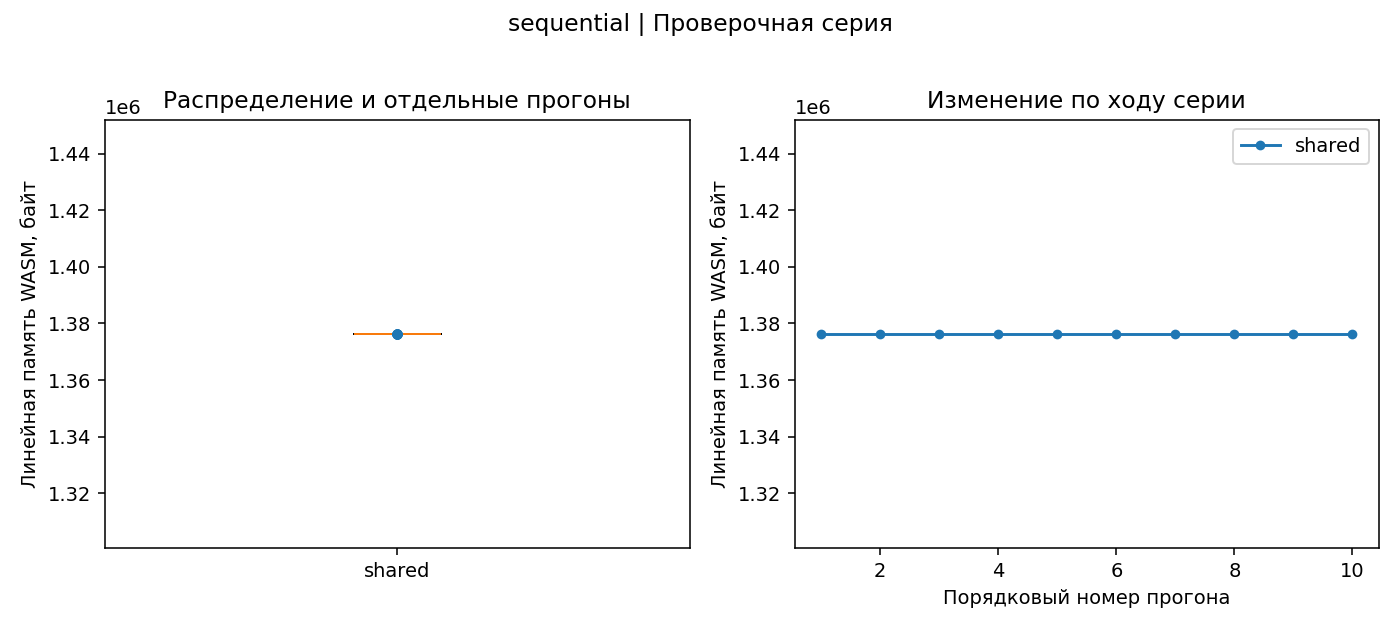 sequential | Проверочная серия
Распределение и отдельные прогоны
1e6
1.44
1.42
1.40
1.38
1.36
1.34
1.32
Линейная память WASM, байт
shared
Изменение по ходу серии
1e6
shared
1.44
1.42
1.40
1.38
1.36
1.34
1.32
Линейная память WASM, байт
2 4 6 8 10
Порядковый номер прогона